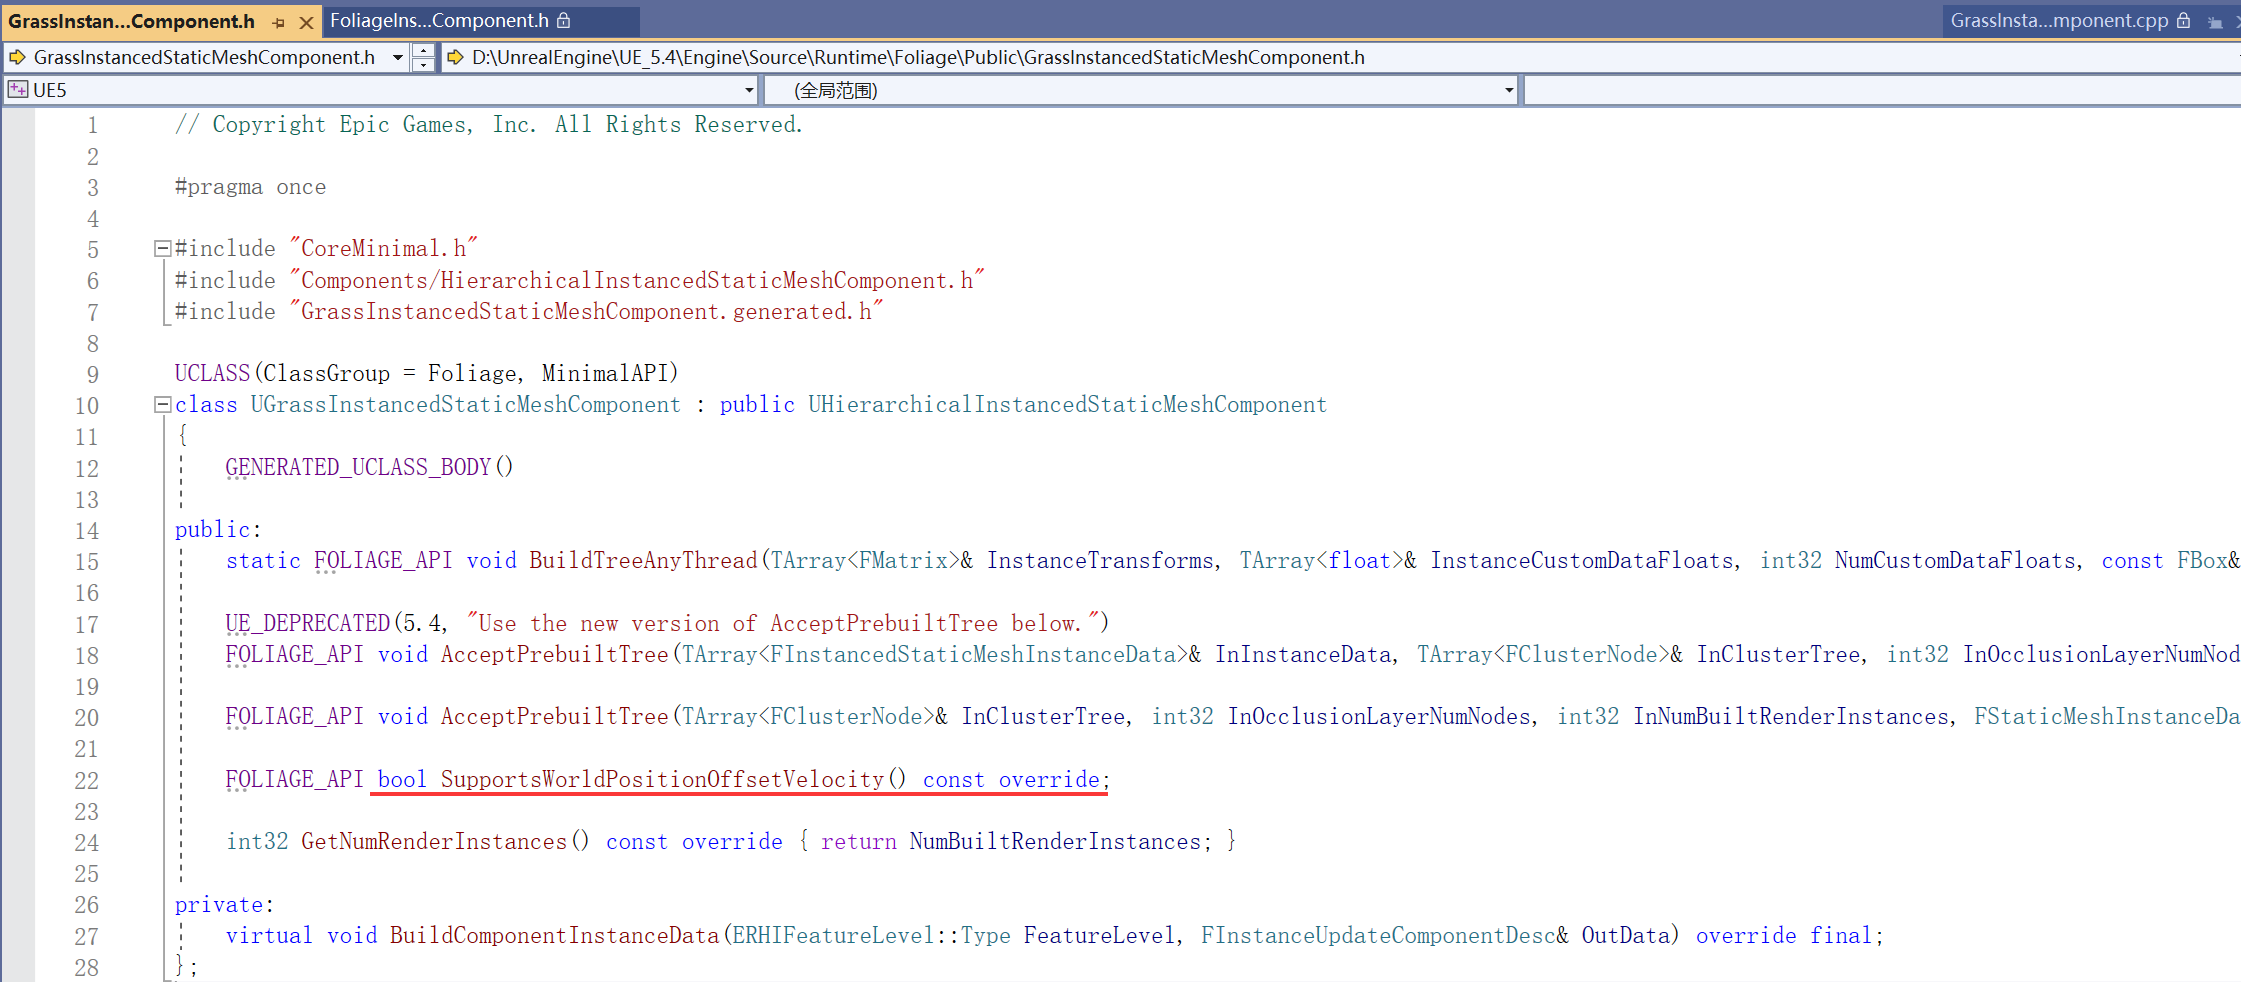 GrassInstan...Component.h
FoliageIns...Component.h
GrassInsta...mponent.cpp
GrassInstancedStaticMeshComponent.h
D:\UnrealEngine\UE_5.4\Engine\Source\Runtime\Foliage\Public\GrassInstancedStaticMeshComponent.h
UE5
(全局范围)
1 // Copyright Epic Games, Inc. All Rights Reserved.
2
3 #pragma once
4
5 #include "CoreMinimal.h"
6 #include "Components/HierarchicalInstancedStaticMeshComponent.h"
7 #include "GrassInstancedStaticMeshComponent.generated.h"
8
9 UCLASS(ClassGroup = Foliage, MinimalAPI)
10 class UGrassInstancedStaticMeshComponent : public UHierarchicalInstancedStaticMeshComponent
11 {
12 GENERATED_UCLASS_BODY()
13
14 public:
15 static FOLIAGE_API void BuildTreeAnyThread(TArray<FMatrix>& InstanceTransforms, TArray<float>& InstanceCustomDataFloats, int32 NumCustomDataFloats, const FBox&
16
17 UE_DEPRECATED(5.4, "Use the new version of AcceptPrebuiltTree below.")
18 FOLIAGE_API void AcceptPrebuiltTree(TArray<FInstancedStaticMeshInstanceData>& InInstanceData, TArray<FClusterNode>& InClusterTree, int32 InOcclusionLayerNumNod
19
20 FOLIAGE_API void AcceptPrebuiltTree(TArray<FClusterNode>& InClusterTree, int32 InOcclusionLayerNumNodes, int32 InNumBuiltRenderInstances, FStaticMeshInstanceDa
21
22 FOLIAGE_API bool SupportsWorldPositionOffsetVelocity() const override;
23
24 int32 GetNumRenderInstances() const override { return NumBuiltRenderInstances; }
25
26 private:
27 virtual void BuildComponentInstanceData(ERHIFeatureLevel::Type FeatureLevel, FInstanceUpdateComponentDesc& OutData) override final;
28 };